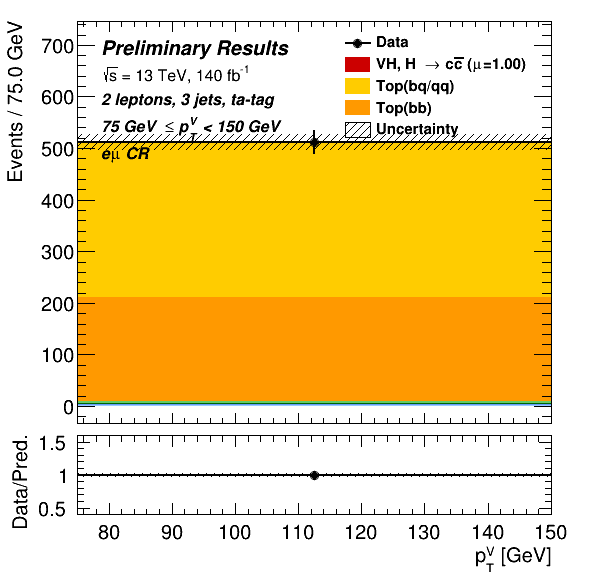 Events / 75.0 GeV
700
600
500
400
300
200
100
0
Preliminary Results
√s = 13 TeV, 140 fb⁻¹
2 leptons, 3 jets, ta-tag
75 GeV ≤ p_T^V < 150 GeV
eμ CR
Data
VH, H → cc̅ (μ=1.00)
Top(bq/qq)
Top(bb)
Uncertainty
Data/Pred.
1.5
1
0.5
80 90 100 110 120 130 140 150
p_T^V [GeV]